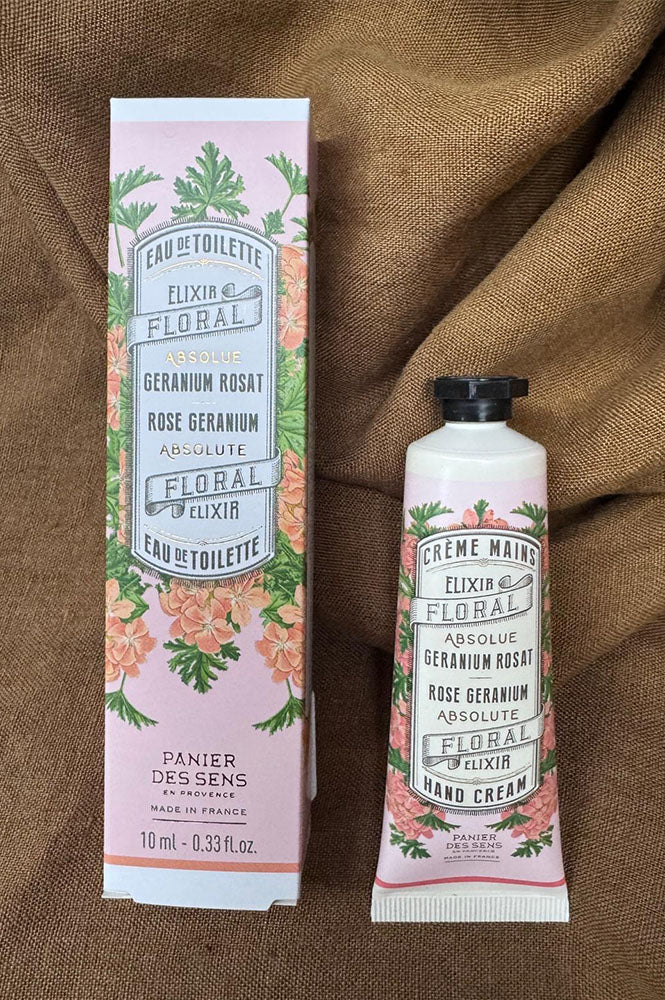 EAU DE TOILETTE
ELIXIR
FLORAL
ABSOLUE
GERANIUM ROSAT
ROSE GERANIUM
ABSOLUTE
FLORAL
ELIXIR
EAU DE TOILETTE
PANIER
DES SENS
EN PROVENCE
MADE IN FRANCE
10 ml - 0.33 fl.oz.
CRÈME MAINS
ELIXIR
FLORAL
ABSOLUE
GERANIUM ROSAT
ROSE GERANIUM
ABSOLUTE
FLORAL
ELIXIR
HAND CREAM
PANIER
DES SENS
EN PROVENCE
MADE IN FRANCE